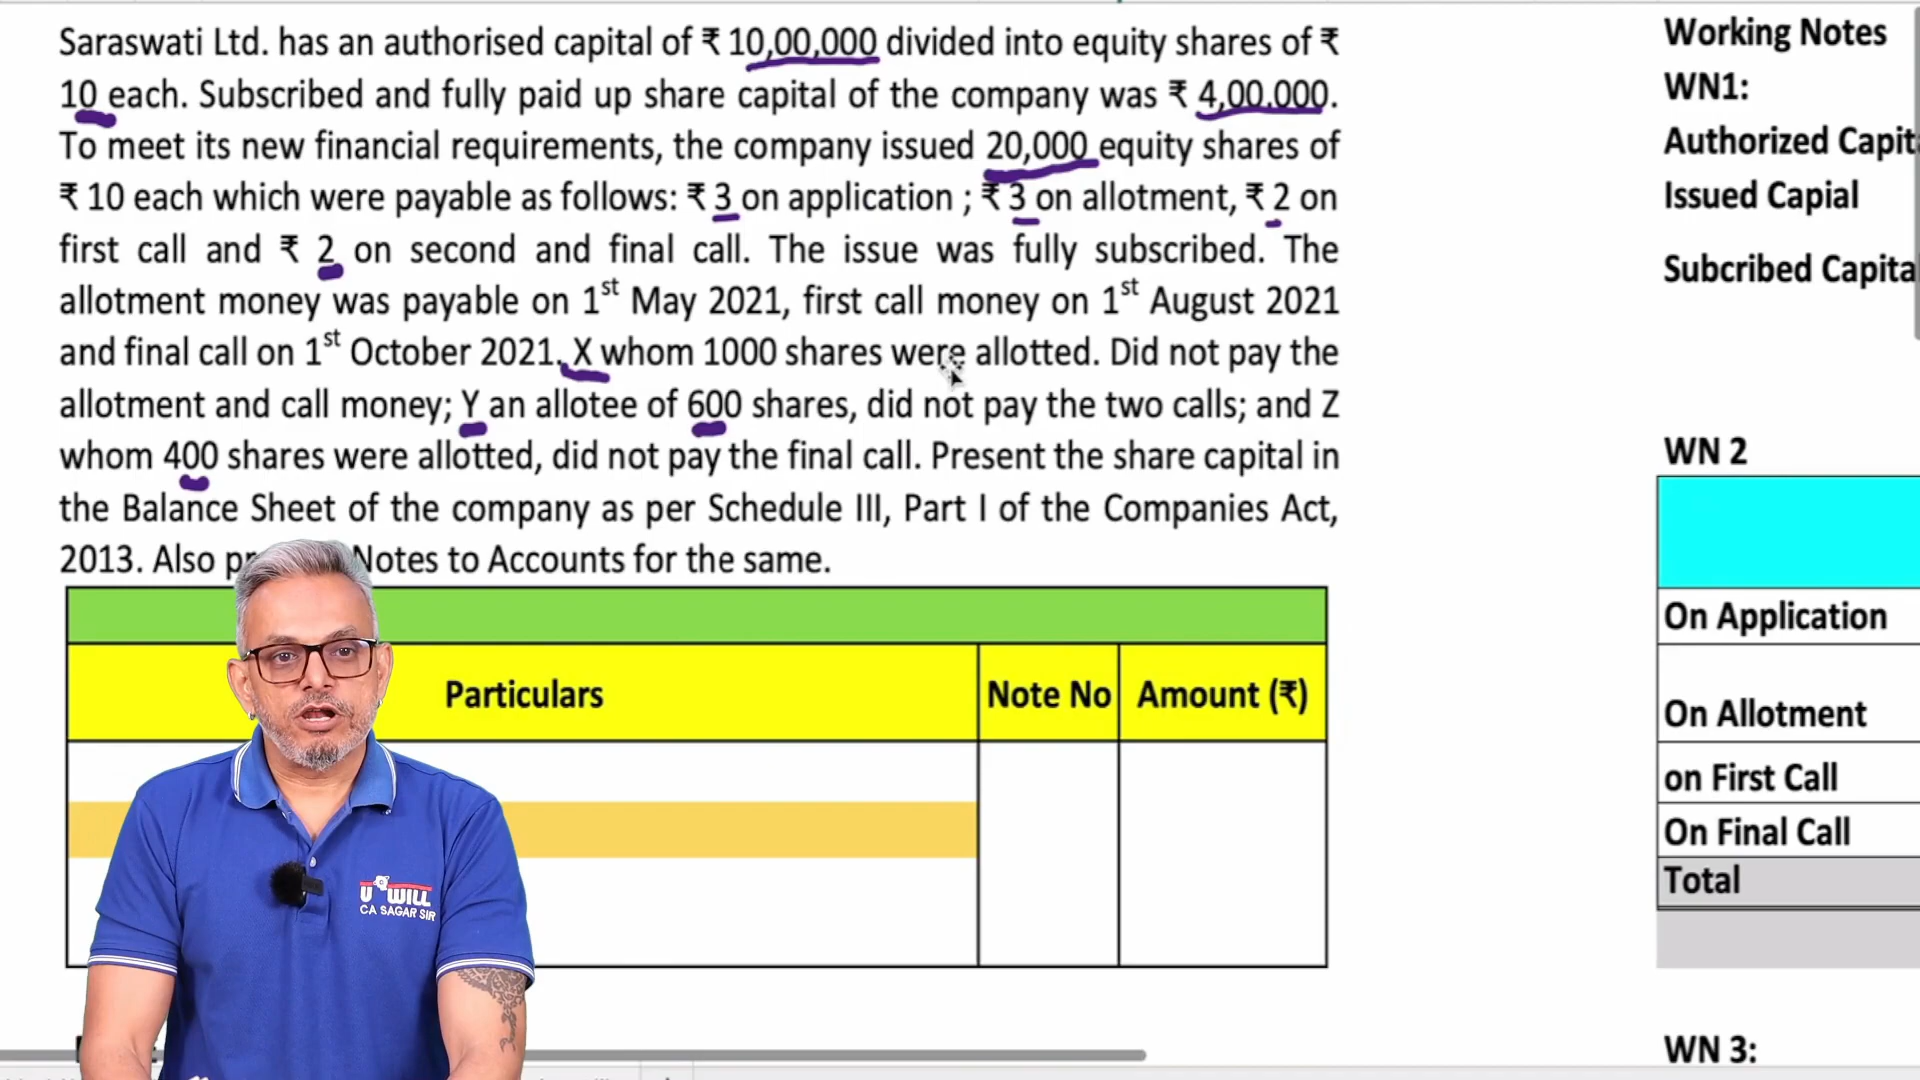 Saraswati Ltd. has an authorised capital of ₹ 10,00,000 divided into equity shares of ₹
10 each. Subscribed and fully paid up share capital of the company was ₹ 4,00,000.
To meet its new financial requirements, the company issued 20,000 equity shares of
₹ 10 each which were payable as follows: ₹ 3 on application ; ₹ 3 on allotment, ₹ 2 on
first call and ₹ 2 on second and final call. The issue was fully subscribed. The
allotment money was payable on 1st May 2021, first call money on 1st August 2021
and final call on 1st October 2021. X whom 1000 shares were allotted. Did not pay the
allotment and call money; Y an allotee of 600 shares, did not pay the two calls; and Z
whom 400 shares were allotted, did not pay the final call. Present the share capital in
the Balance Sheet of the company as per Schedule III, Part I of the Companies Act,
2013. Also Notes to Accounts for the same.
Particulars Note No Amount (₹)
U WILL
CA SAGAR SIR
Working Notes
WN1:
Authorized Capit
Issued Capial
Subcribed Capita
WN 2
On Application
On Allotment
on First Call
On Final Call
Total
WN 3: